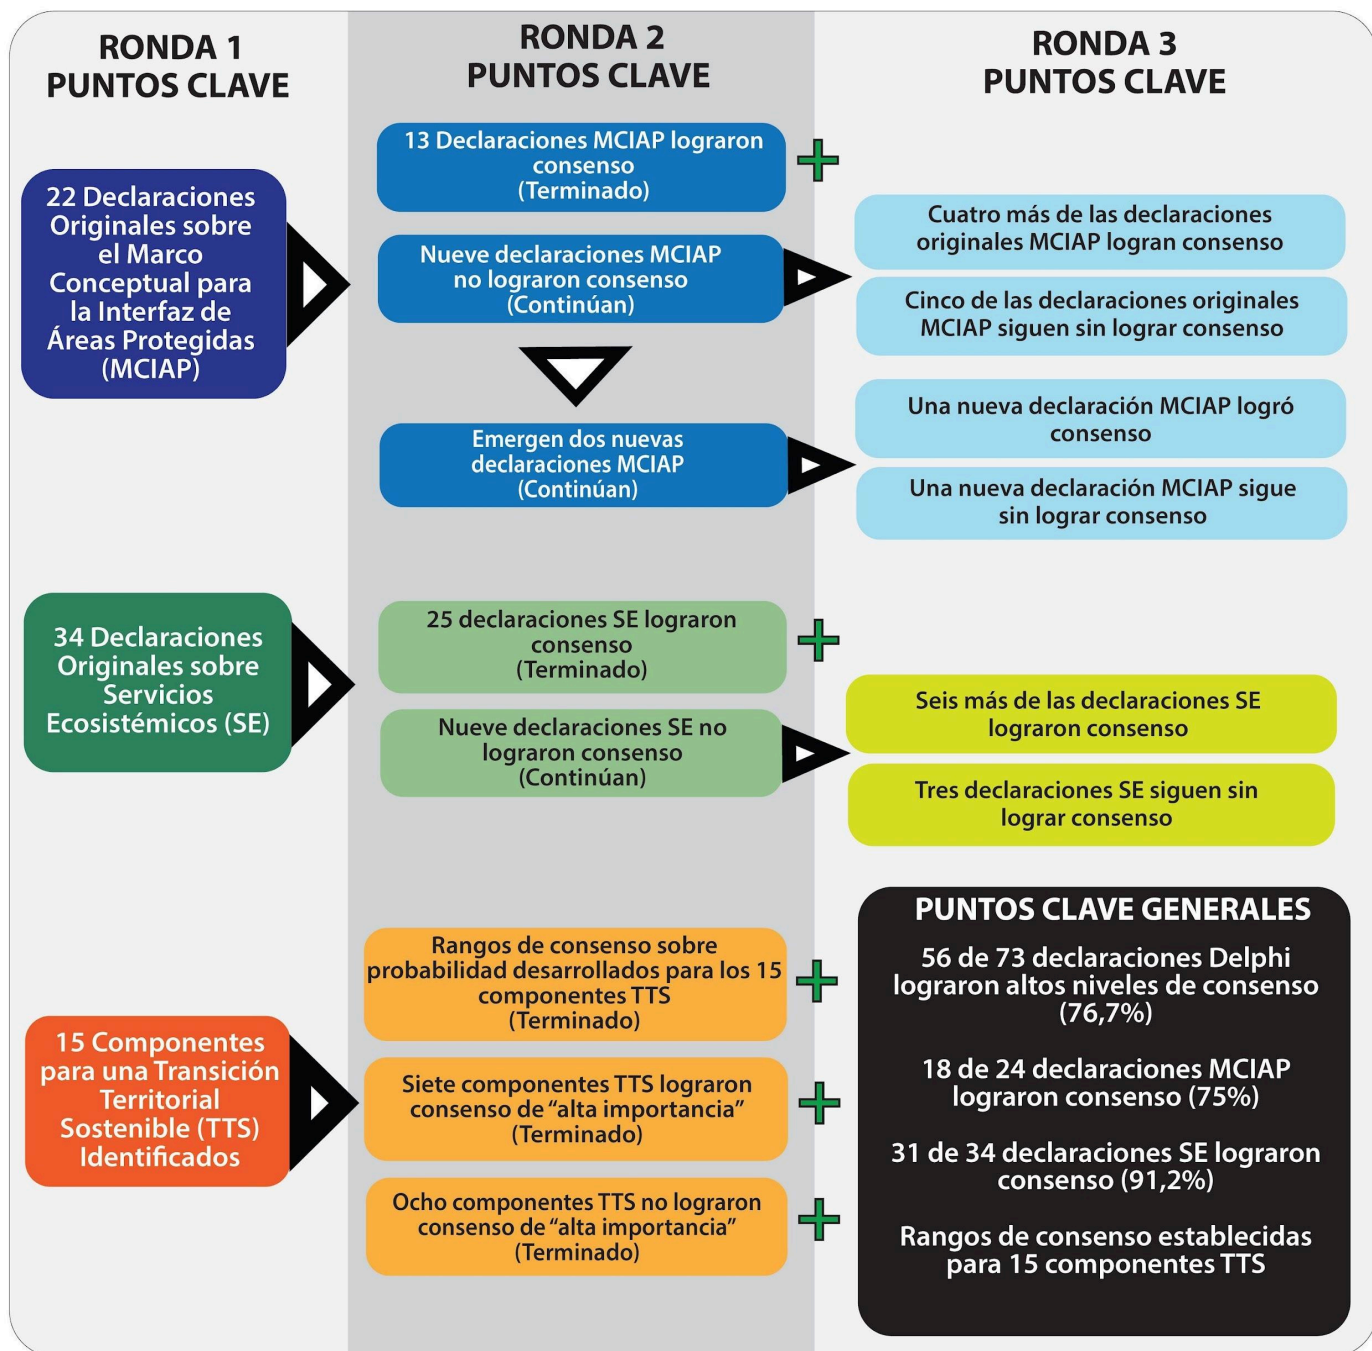 RONDA 1
PUNTOS CLAVE
22 Declaraciones
Originales sobre
el Marco
Conceptual para
la Interfaz de
Áreas Protegidas
(MCIAP)
34 Declaraciones
Originales sobre
Servicios
Ecosistémicos (SE)
15 Componentes
para una Transición
Territorial
Sostenible (TTS)
Identificados
RONDA 2
PUNTOS CLAVE
13 Declaraciones MCIAP lograron
consenso
(Terminado)
Nueve declaraciones MCIAP
no lograron consenso
(Continúan)
Emergen dos nuevas
declaraciones MCIAP
(Continúan)
25 declaraciones SE lograron
consenso
(Terminado)
Nueve declaraciones SE no
lograron consenso
(Continúan)
Rangos de consenso sobre
probabilidad desarrollados para los 15
componentes TTS
(Terminado)
Siete componentes TTS lograron
consenso de “alta importancia”
(Terminado)
Ocho componentes TTS no lograron
consenso de “alta importancia”
(Terminado)
RONDA 3
PUNTOS CLAVE
Cuatro más de las declaraciones
originales MCIAP logran consenso
Cinco de las declaraciones originales
MCIAP siguen sin lograr consenso
Una nueva declaración MCIAP logró
consenso
Una nueva declaración MCIAP sigue
sin lograr consenso
Seis más de las declaraciones SE
lograron consenso
Tres declaraciones SE siguen sin
lograr consenso
PUNTOS CLAVE GENERALES
56 de 73 declaraciones Delphi
lograron altos niveles de consenso
(76,7%)
18 de 24 declaraciones MCIAP
lograron consenso (75%)
31 de 34 declaraciones SE lograron
consenso (91,2%)
Rangos de consenso establecidas
para 15 componentes TTS